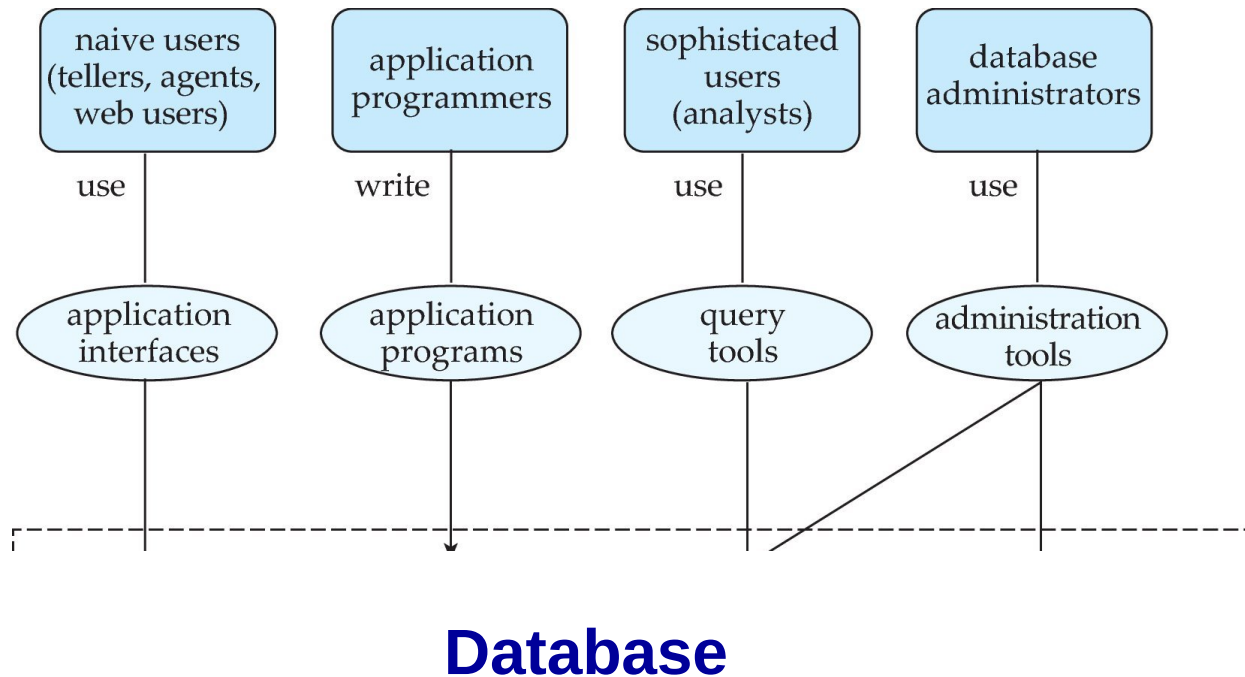 naive users
(tellers, agents,
web users)
application
programmers
sophisticated
users
(analysts)
database
administrators
use
write
use
use
application
interfaces
application
programs
query
tools
administration
tools
Database